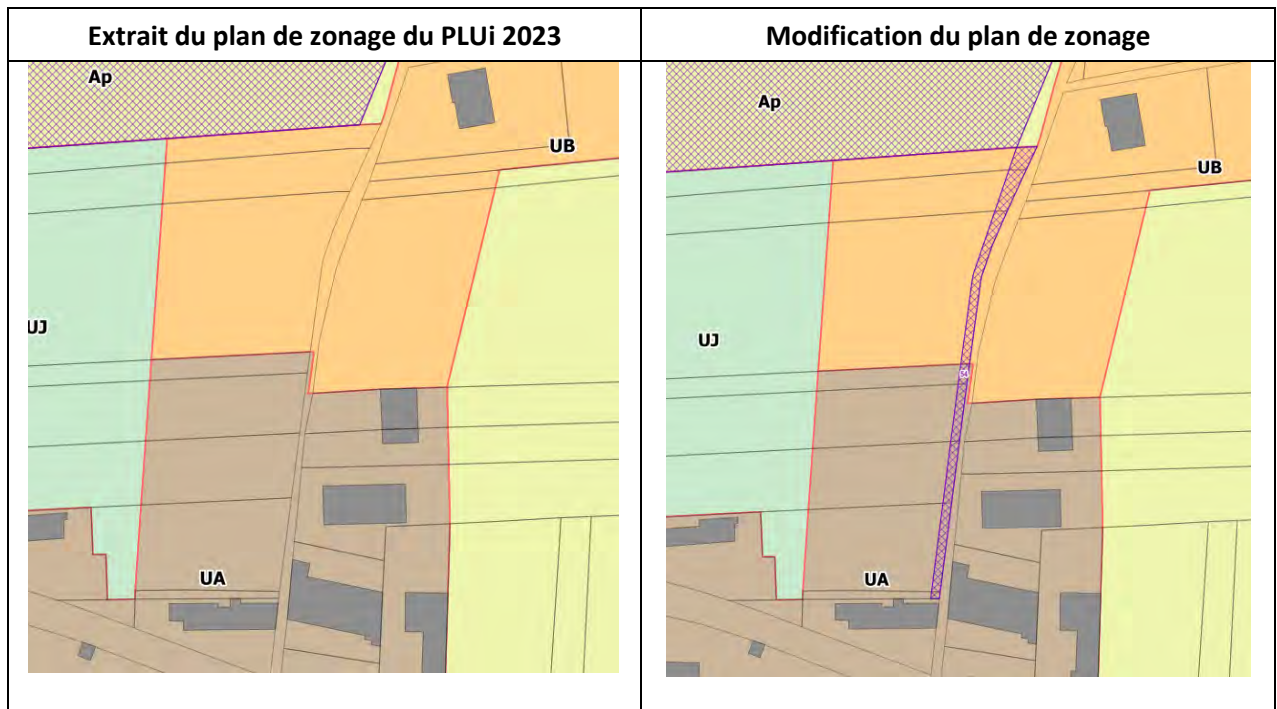 Extrait du plan de zonage du PLUi 2023
Modification du plan de zonage
Ap
UB
UJ
UA
Ap
UB
UJ
54
UA